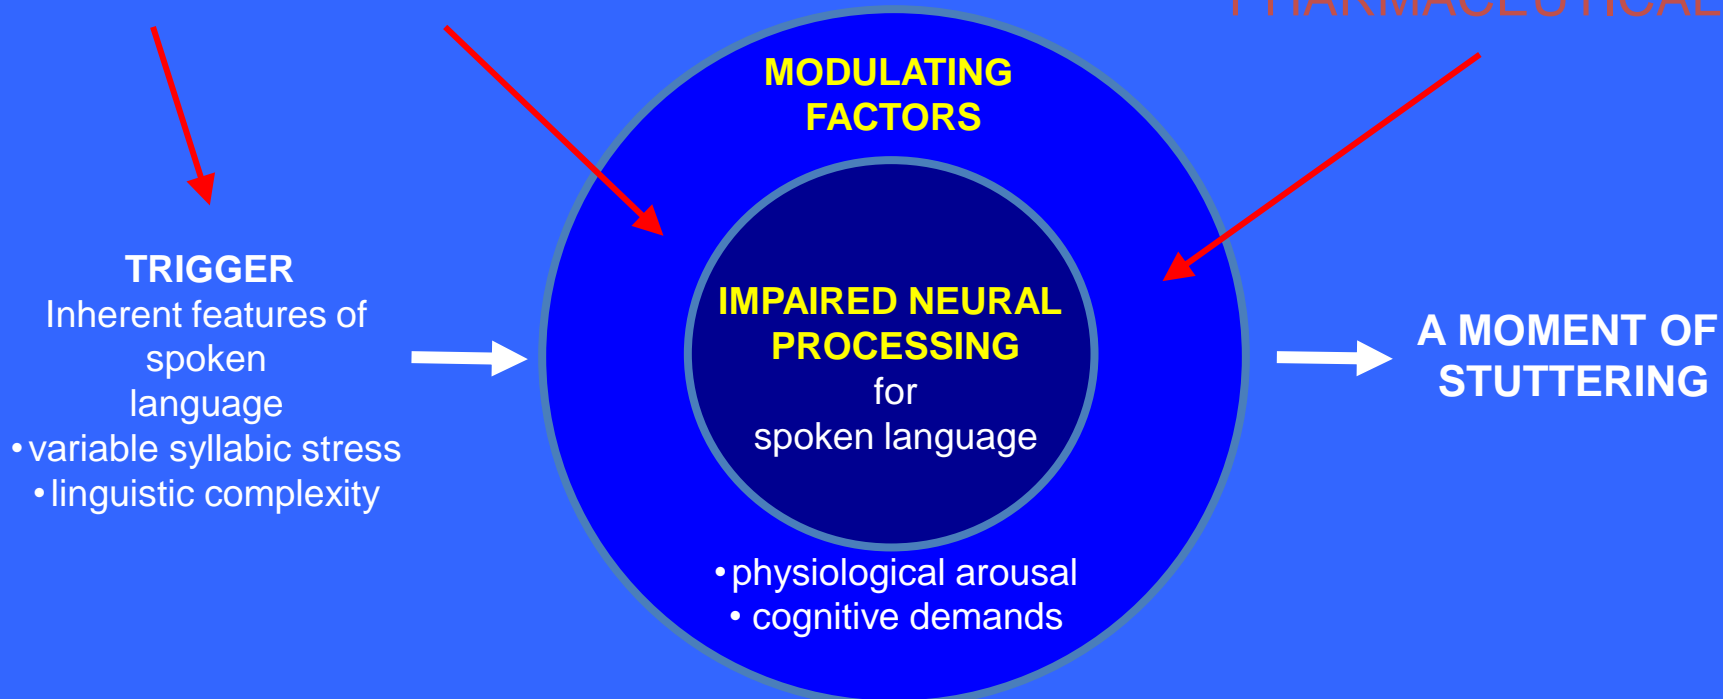 PHARMACEUTICAL
MODULATING
FACTORS
TRIGGER
Inherent features of
spoken
language
• variable syllabic stress
• linguistic complexity
IMPAIRED NEURAL
PROCESSING
for
spoken language
• physiological arousal
• cognitive demands
A MOMENT OF
STUTTERING